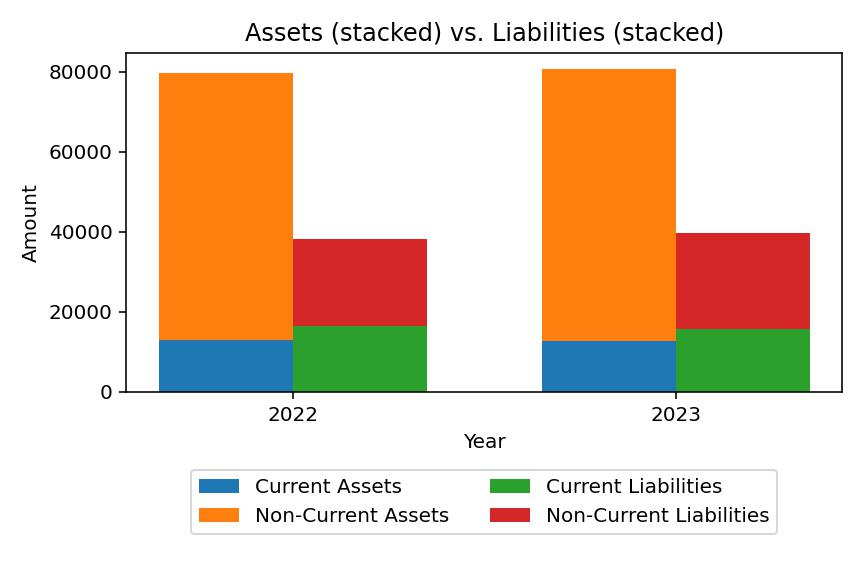 Assets (stacked) vs. Liabilities (stacked)
80000
60000
40000
20000
0
Amount
2022 2023
Year
Current Assets Current Liabilities
Non-Current Assets Non-Current Liabilities